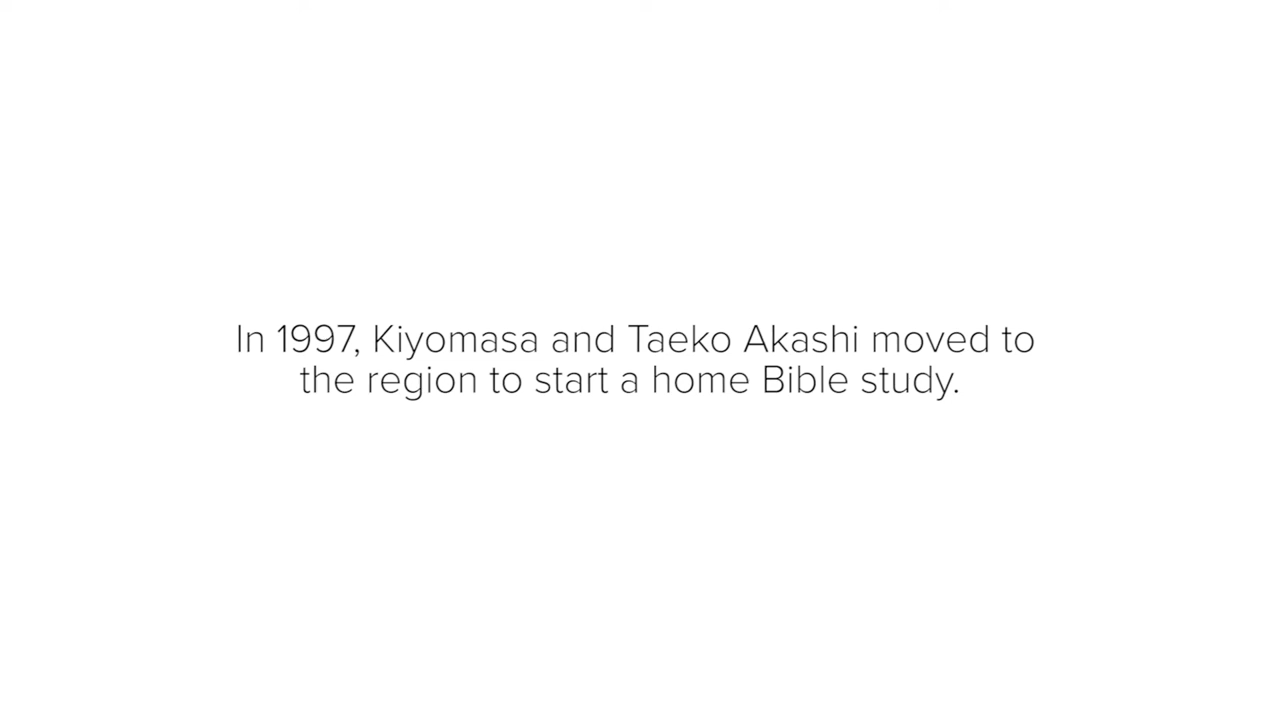 In 1997, Kiyomasa and Taeko Akashi moved to
the region to start a home Bible study.